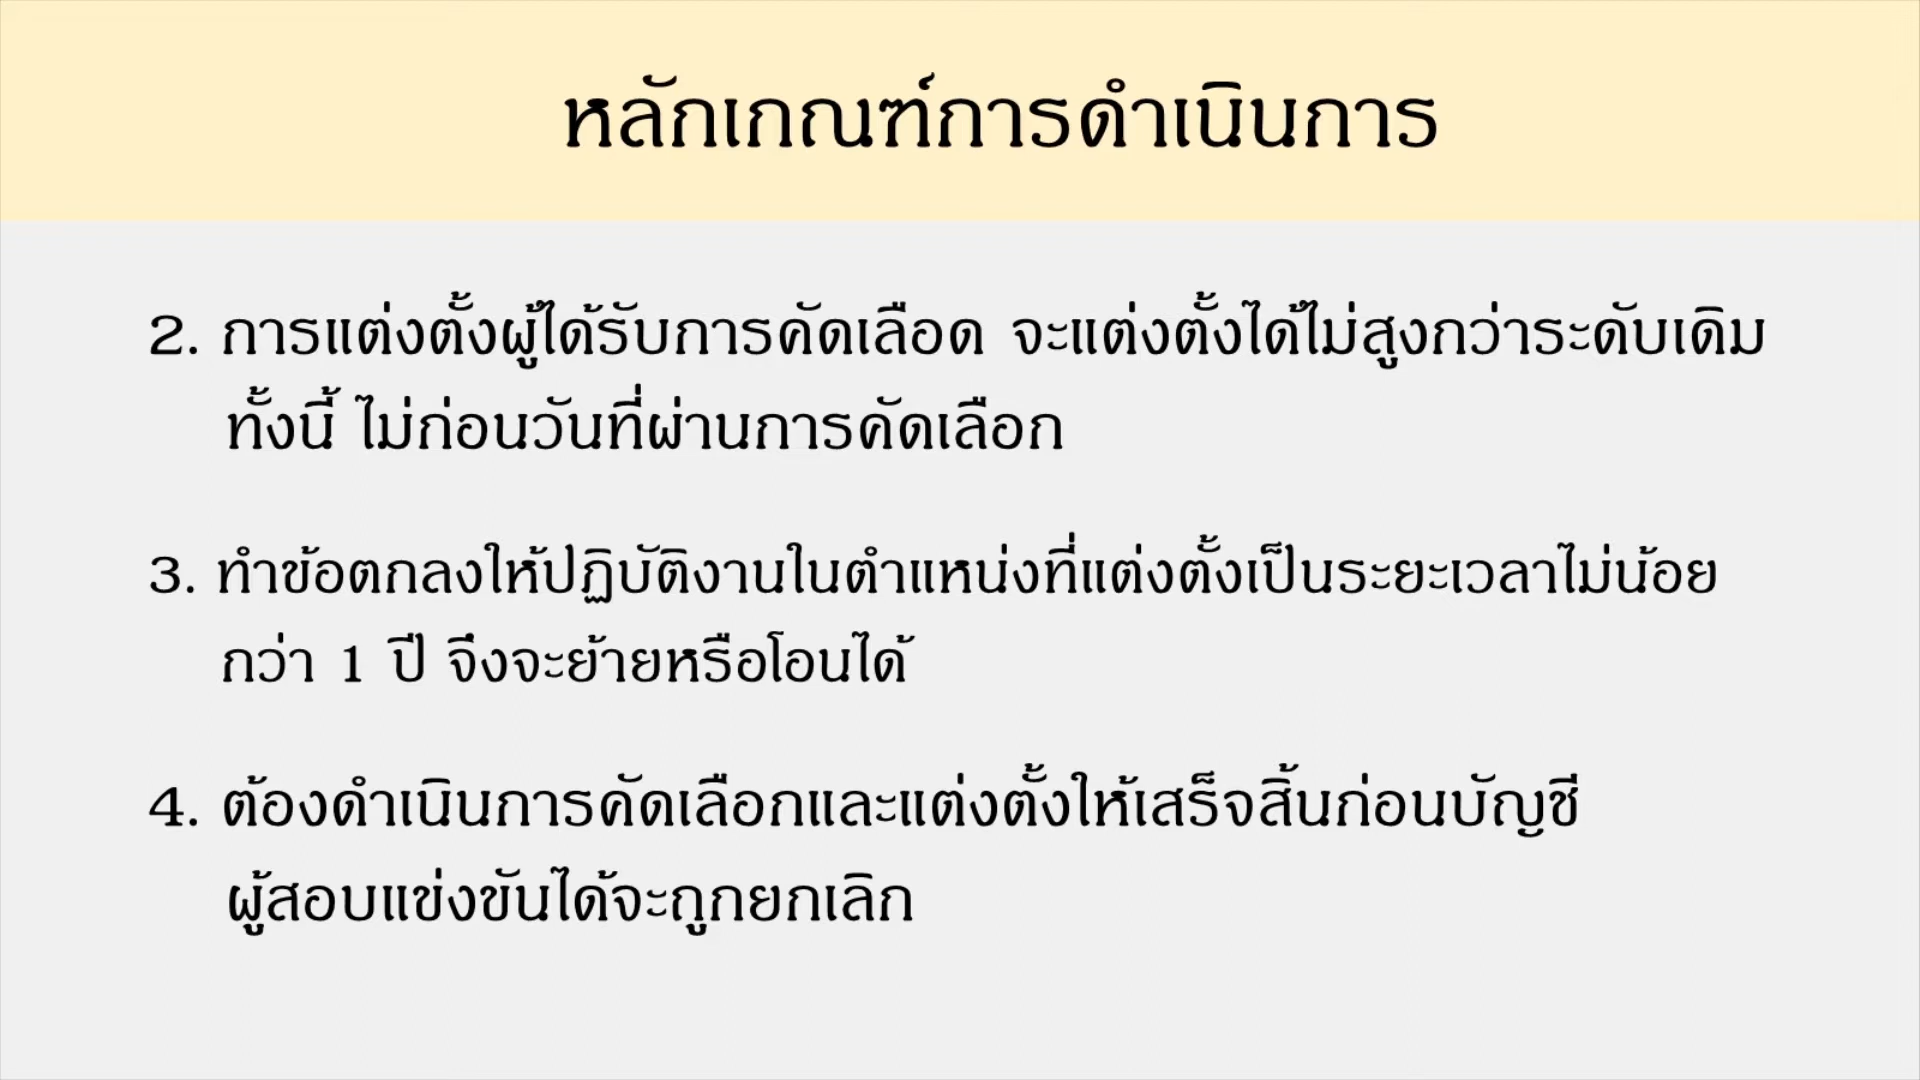 หลักเกณฑ์การดำเนินการ
2. การแต่งตั้งผู้ได้รับการคัดเลือด จะแต่งตั้งได้ไม่สูงกว่าระดับเดิม
ทั้งนี้ ไม่ก่อนวันที่ผ่านการคัดเลือก
3. ทำข้อตกลงให้ปฏิบัติงานในตำแหน่งที่แต่งตั้งเป็นระยะเวลาไม่น้อย
กว่า 1 ปี จึงจะย้ายหรือโอนได้
4. ต้องดำเนินการคัดเลือกและแต่งตั้งให้เสร็จสิ้นก่อนบัญชี
ผู้สอบแข่งขันได้จะถูกยกเลิก